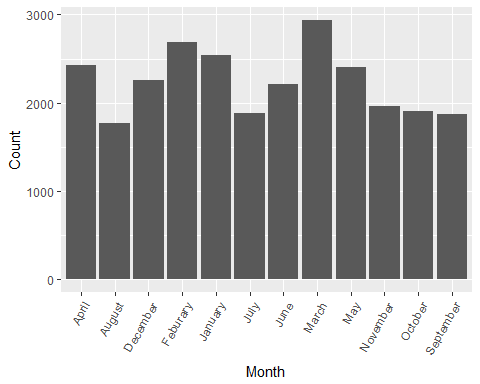 3000
2000
1000
0
Count
April
August
December
Feburary
January
July
June
March
May
November
October
September
Month